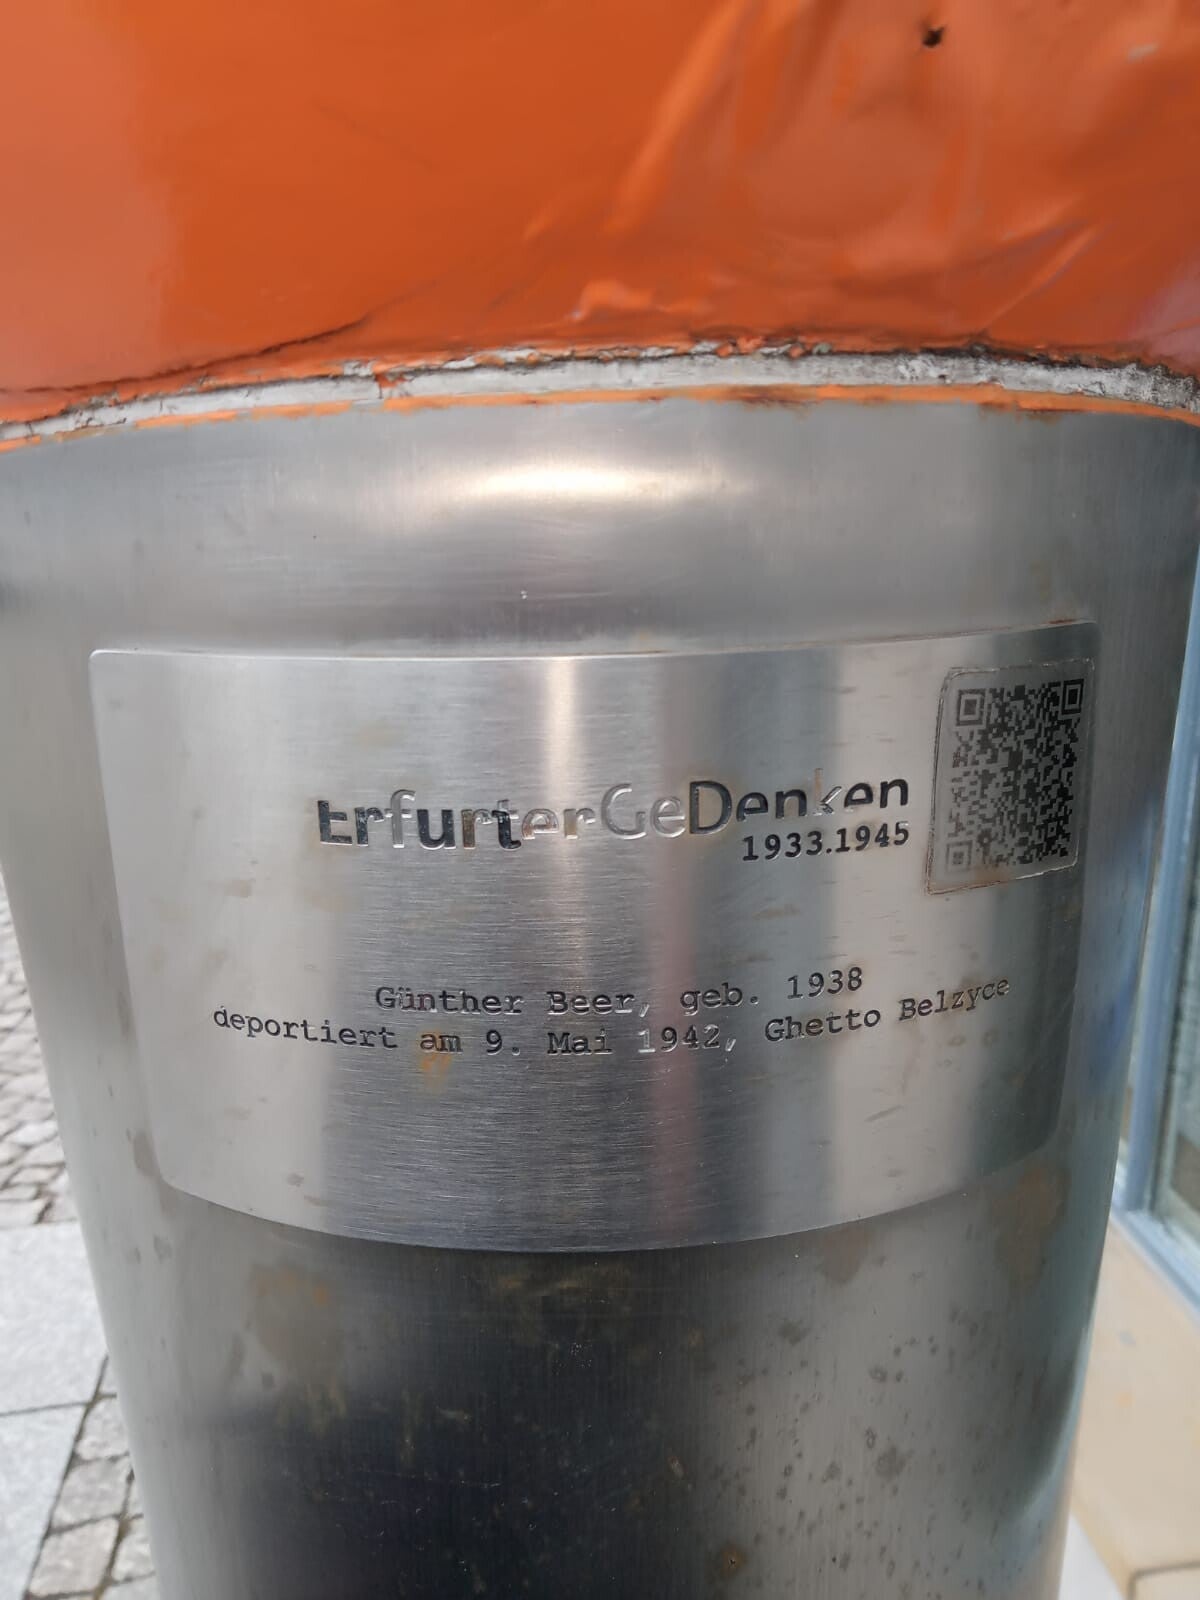 ErfurterGeDenken
1933.1945
Günther Beer, geb. 1938
deportiert am 9. Mai 1942, Ghetto Belzyce